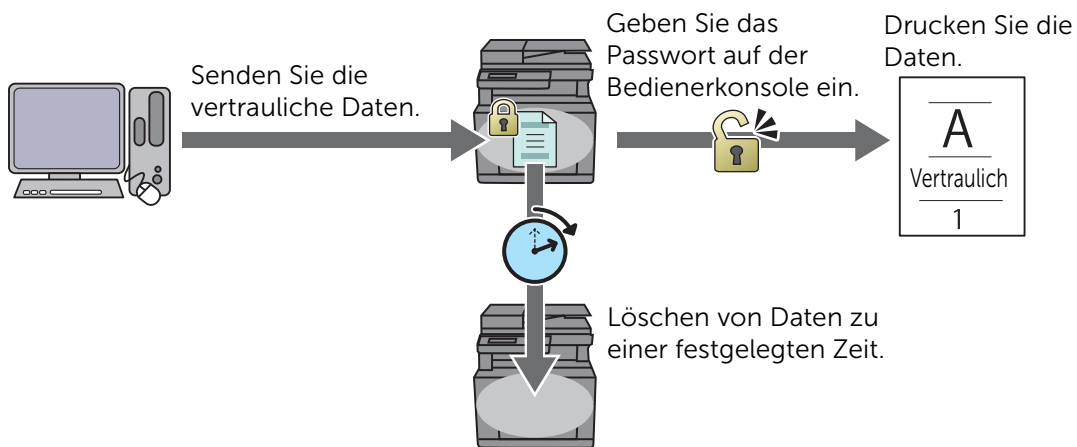 Senden Sie die
vertrauliche Daten.
Geben Sie das
Passwort auf der
Bedienerkonsole ein.
Drucken Sie die
Daten.
A
Vertraulich
1
Löschen von Daten zu
einer festgelegten Zeit.